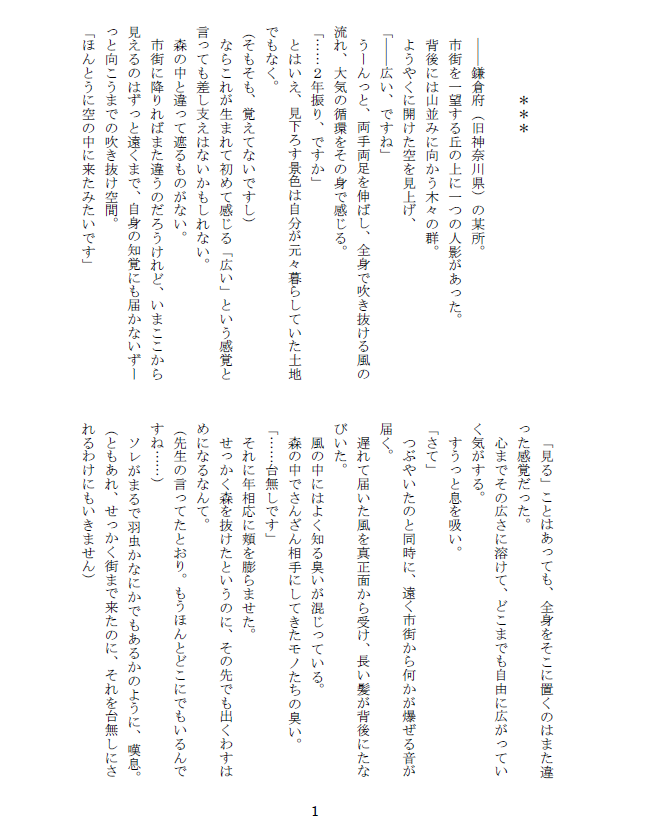 ＊＊＊
――鎌倉府（旧神奈川県）の某所。
市街を一望する丘の上に一つの人影があった。
背後には山並みに向かう木々の群。
ようやくに開けた空を見上げ、
「――広い、ですね」
うーんっと、両手両足を伸ばし、全身で吹き抜ける風の
流れ、大気の循環をその身で感じる。
「……２年振り、ですか」
とはいえ、見下ろす景色は自分が元々暮らしていた土地
でもなく。
（そもそも、覚えてないですし）
ならこれが生まれて初めて感じる「広い」という感覚と
言っても差し支えはないかもしれない。
森の中と違って遮るものがない。
市街に降りればまた違うのだろうけれど、いまここから
見えるのはずっと遠くまで、自身の知覚にも届かないずー
っと向こうまでの吹き抜け空間。
「ほんとうに空の中に来たみたいです」
「見る」ことはあっても、全身をそこに置くのはまた違
った感覚だった。
心までその広さに溶けて、どこまでも自由に広がってい
く気がする。
すうっと息を吸い。
「さて」
つぶやいたのと同時に、遠く市街から何かが爆ぜる音が
届く。
遅れて届いた風を真正面から受け、長い髪が背後にたな
びいた。
風の中にはよく知る臭いが混じっている。
森の中でさんざん相手にしてきたモノたちの臭い。
「……台無しです」
それに年相応に頬を膨らませた。
せっかく森を抜けたというのに、その先でも出くわすは
めになるなんて。
（先生の言ってたとおり。もうほんとどこにでもいるんで
すね……）
ソレがまるで羽虫かなにかでもあるかのように、嘆息。
（ともあれ、せっかく街まで来たのに、それを台無しにさ
れるわけにもいきません）
1